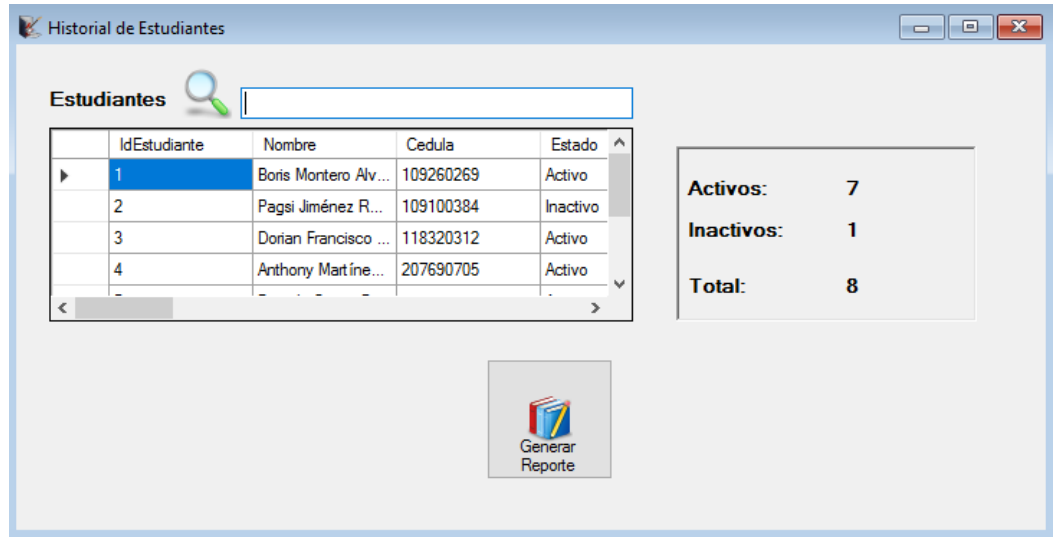 Historial de Estudiantes
Estudiantes
IdEstudiante Nombre Cedula Estado
1 Boris Montero Alv... 109260269 Activo
2 Pagsi Jiménez R... 109100384 Inactivo
3 Dorian Francisco ... 118320312 Activo
4 Anthony Martíne... 207690705 Activo
Activos: 7
Inactivos: 1
Total: 8
Generar
Reporte